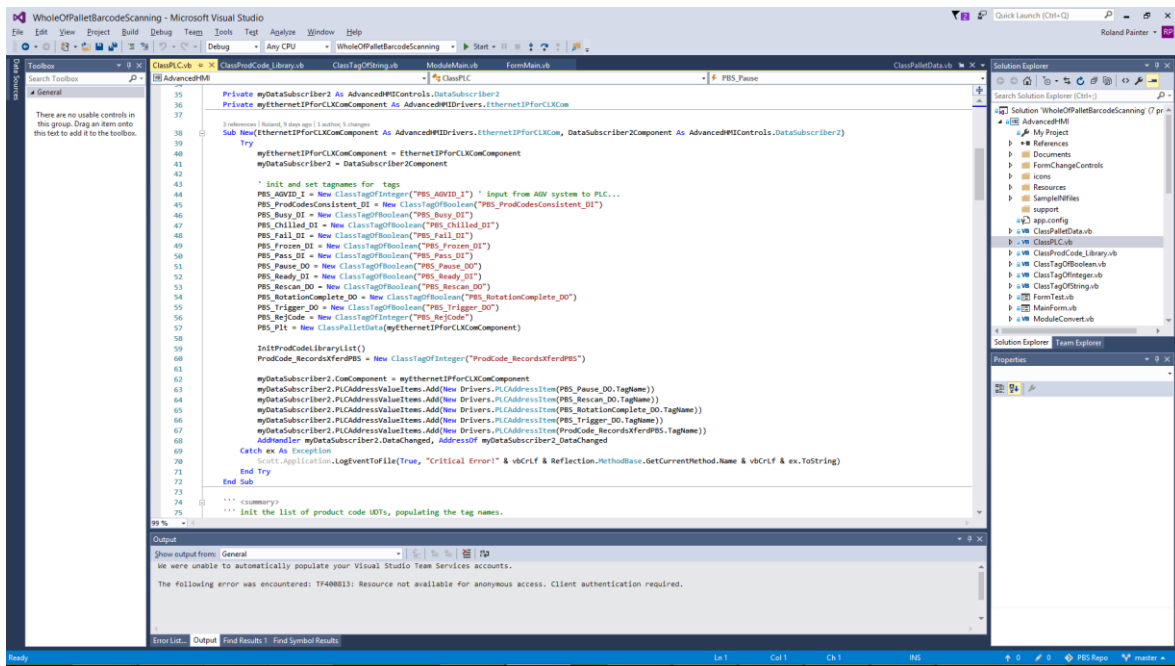 WholeOfPalletBarcodeScanning - Microsoft Visual Studio
Quick Launch (Ctrl+Q)
File Edit View Project Build Debug Team Tools Test Analyze Window Help
Roland Painter RP
Debug Any CPU WholeOfPalletBarcodeScanning Start
Data Sources
Toolbox
Search Toolbox
General
There are no usable controls in
this group. Drag an item onto
this text to add it to the toolbox.
ClassPLC.vb ClassProdCode_Library.vb ClassTagOfString.vb ModuleMain.vb FormMain.vb ClassPalletData.vb
AdvancedHMI ClassPLC PBS_Pause
35 Private myDataSubscriber2 As AdvancedHMIControls.DataSubscriber2
36 Private myEthernetIPforCLXComComponent As AdvancedHMIDrivers.EthernetIPforCLXCom
37
3 references | Roland, 9 days ago | 1 author, 5 changes
38 Sub New(EthernetIPforCLXComComponent As AdvancedHMIDrivers.EthernetIPforCLXCom, DataSubscriber2Component As AdvancedHMIControls.DataSubscriber2)
39 Try
40 myEthernetIPforCLXComComponent = EthernetIPforCLXComComponent
41 myDataSubscriber2 = DataSubscriber2Component
42
43 ' init and set tagnames for tags
44 PBS_AGVID_I = New ClassTagOfInteger("PBS_AGVID_I") ' input from AGV system to PLC...
45 PBS_ProdCodesConsistent_DI = New ClassTagOfBoolean("PBS_ProdCodesConsistent_DI")
46 PBS_Busy_DI = New ClassTagOfBoolean("PBS_Busy_DI")
47 PBS_Chilled_DI = New ClassTagOfBoolean("PBS_Chilled_DI")
48 PBS_Fail_DI = New ClassTagOfBoolean("PBS_Fail_DI")
49 PBS_Frozen_DI = New ClassTagOfBoolean("PBS_Frozen_DI")
50 PBS_Pass_DI = New ClassTagOfBoolean("PBS_Pass_DI")
51 PBS_Pause_DO = New ClassTagOfBoolean("PBS_Pause_DO")
52 PBS_Ready_DI = New ClassTagOfBoolean("PBS_Ready_DI")
53 PBS_Rescan_DO = New ClassTagOfBoolean("PBS_Rescan_DO")
54 PBS_RotationComplete_DO = New ClassTagOfBoolean("PBS_RotationComplete_DO")
55 PBS_Trigger_DO = New ClassTagOfBoolean("PBS_Trigger_DO")
56 PBS_RejCode = New ClassTagOfInteger("PBS_RejCode")
57 PBS_Plt = New ClassPalletData(myEthernetIPforCLXComComponent)
58
59 InitProdCodeLibraryList()
60 ProdCode_RecordsXferdPBS = New ClassTagOfInteger("ProdCode_RecordsXferdPBS")
61
62 myDataSubscriber2.ComComponent = myEthernetIPforCLXComComponent
63 myDataSubscriber2.PLCAddressValueItems.Add(New Drivers.PLCAddressItem(PBS_Pause_DO.TagName))
64 myDataSubscriber2.PLCAddressValueItems.Add(New Drivers.PLCAddressItem(PBS_Rescan_DO.TagName))
65 myDataSubscriber2.PLCAddressValueItems.Add(New Drivers.PLCAddressItem(PBS_RotationComplete_DO.TagName))
66 myDataSubscriber2.PLCAddressValueItems.Add(New Drivers.PLCAddressItem(PBS_Trigger_DO.TagName))
67 myDataSubscriber2.PLCAddressValueItems.Add(New Drivers.PLCAddressItem(ProdCode_RecordsXferdPBS.TagName))
68 AddHandler myDataSubscriber2.DataChanged, AddressOf myDataSubscriber2_DataChanged
69 Catch ex As Exception
70 Scott.Application.LogEventToFile(True, "Critical Error!" & vbCrLf & Reflection.MethodBase.GetCurrentMethod.Name & vbCrLf & ex.ToString)
71 End Try
72 End Sub
73
74 ''' <summary>
75 ''' init the list of product code UDTs, populating the tag names.
99 %
Output
Show output from: General
We were unable to automatically populate your Visual Studio Team Services accounts.
The following error was encountered: TF400813: Resource not available for anonymous access. Client authentication required.
Error List... Output Find Results 1 Find Symbol Results
Solution Explorer
Search Solution Explorer (Ctrl+;)
Solution 'WholeOfPalletBarcodeScanning' (7 pr
AdvancedHMI
My Project
References
Documents
FormChangeControls
icons
Resources
SampleINIfiles
support
app.config
ClassPalletData.vb
ClassPLC.vb
ClassProdCode_Library.vb
ClassTagOfBoolean.vb
ClassTagOfInteger.vb
ClassTagOfString.vb
FormTest.vb
MainForm.vb
ModuleConvert.vb
Solution Explorer Team Explorer
Properties
Ready Ln 1 Col 1 Ch 1 INS 0 0 PBS Repo master